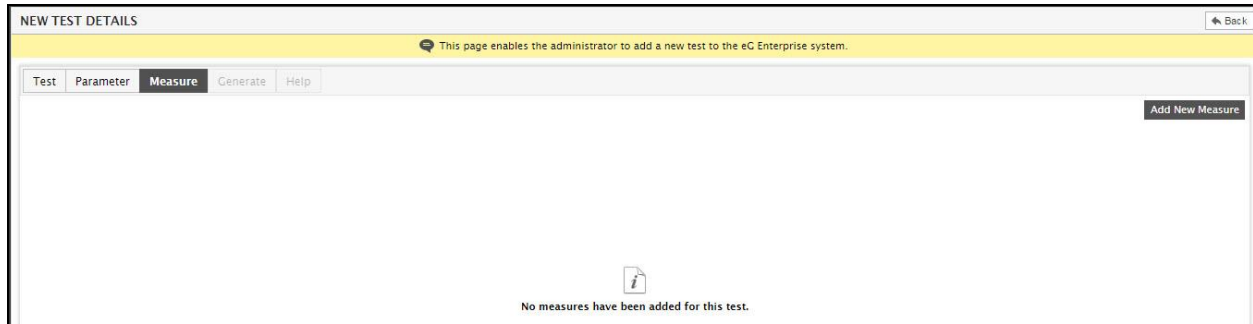 NEW TEST DETAILS
Back
This page enables the administrator to add a new test to the eG Enterprise system.
Test Parameter Measure Generate Help
Add New Measure
No measures have been added for this test.